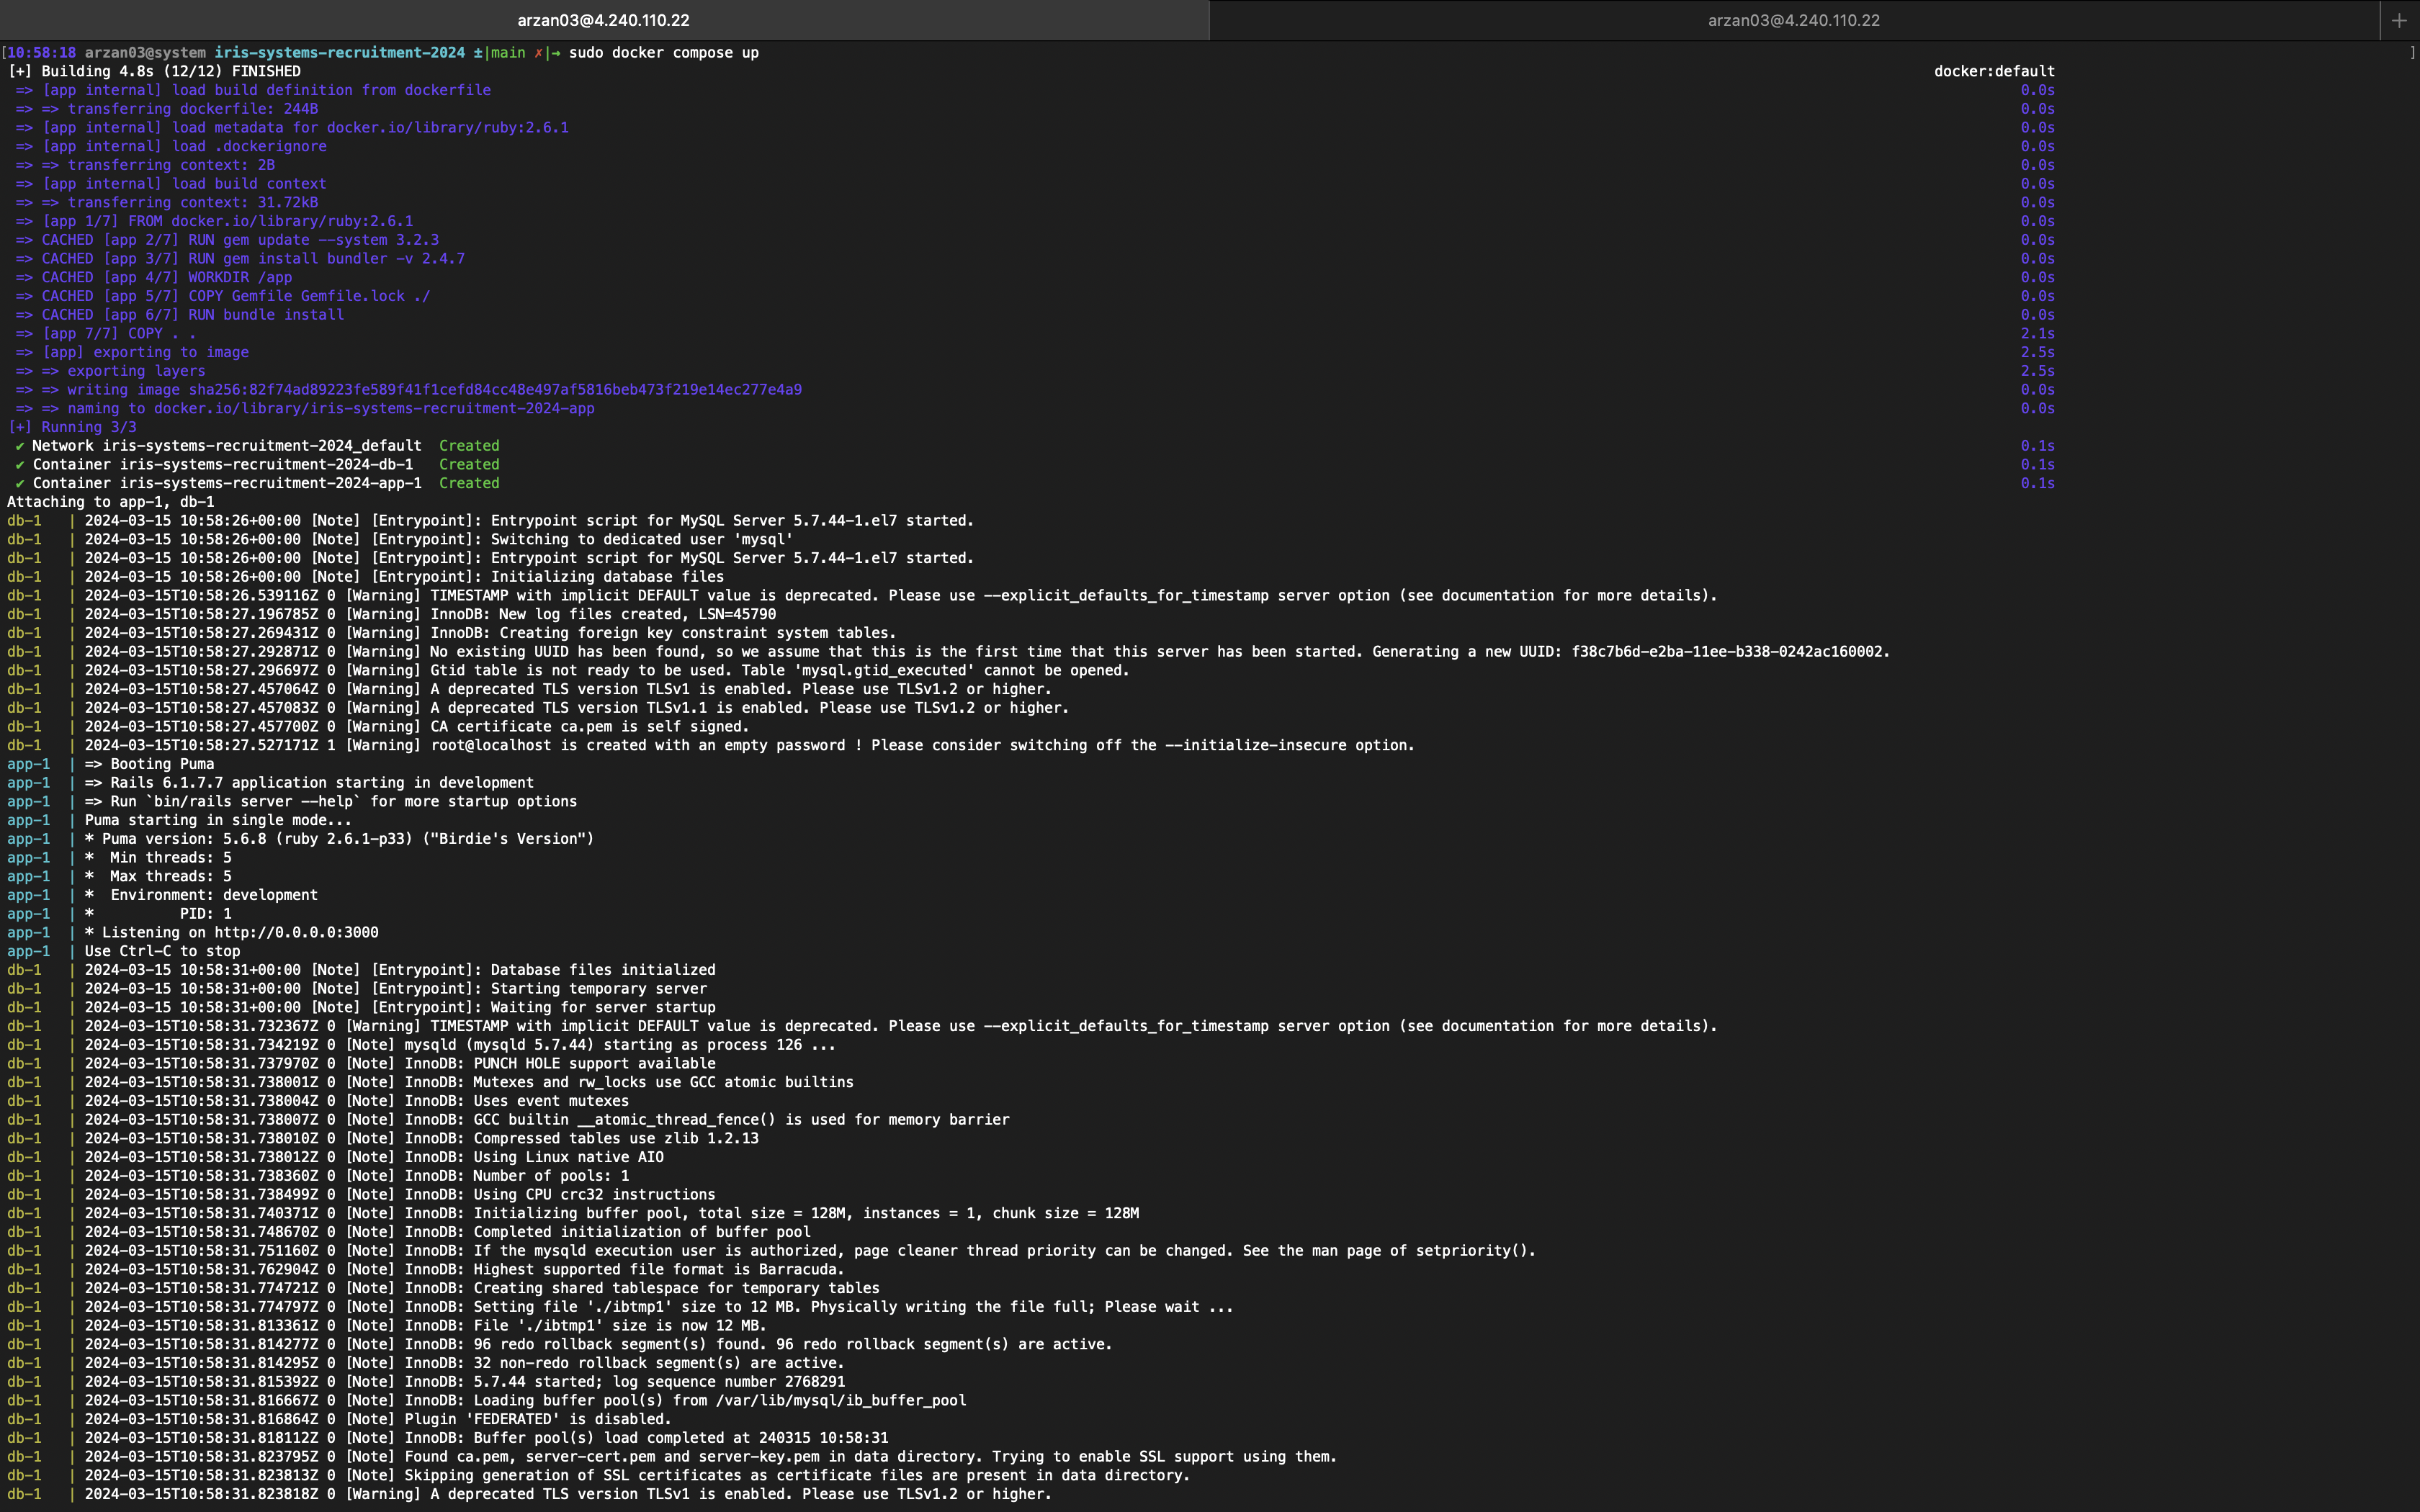 arzan03@4.240.110.22
arzan03@4.240.110.22
+
[10:58:18 arzan03@system iris-systems-recruitment-2024 ±|main ✗|→ sudo docker compose up ]
[+] Building 4.8s (12/12) FINISHED docker:default
=> [app internal] load build definition from dockerfile 0.0s
=> => transferring dockerfile: 244B 0.0s
=> [app internal] load metadata for docker.io/library/ruby:2.6.1 0.0s
=> [app internal] load .dockerignore 0.0s
=> => transferring context: 2B 0.0s
=> [app internal] load build context 0.0s
=> => transferring context: 31.72kB 0.0s
=> [app 1/7] FROM docker.io/library/ruby:2.6.1 0.0s
=> CACHED [app 2/7] RUN gem update --system 3.2.3 0.0s
=> CACHED [app 3/7] RUN gem install bundler -v 2.4.7 0.0s
=> CACHED [app 4/7] WORKDIR /app 0.0s
=> CACHED [app 5/7] COPY Gemfile Gemfile.lock ./ 0.0s
=> CACHED [app 6/7] RUN bundle install 0.0s
=> [app 7/7] COPY . . 2.1s
=> [app] exporting to image 2.5s
=> => exporting layers 2.5s
=> => writing image sha256:82f74ad89223fe589f41f1cefd84cc48e497af5816beb473f219e14ec277e4a9 0.0s
=> => naming to docker.io/library/iris-systems-recruitment-2024-app 0.0s
[+] Running 3/3
✔ Network iris-systems-recruitment-2024_default Created 0.1s
✔ Container iris-systems-recruitment-2024-db-1 Created 0.1s
✔ Container iris-systems-recruitment-2024-app-1 Created 0.1s
Attaching to app-1, db-1
db-1 | 2024-03-15 10:58:26+00:00 [Note] [Entrypoint]: Entrypoint script for MySQL Server 5.7.44-1.el7 started.
db-1 | 2024-03-15 10:58:26+00:00 [Note] [Entrypoint]: Switching to dedicated user 'mysql'
db-1 | 2024-03-15 10:58:26+00:00 [Note] [Entrypoint]: Entrypoint script for MySQL Server 5.7.44-1.el7 started.
db-1 | 2024-03-15 10:58:26+00:00 [Note] [Entrypoint]: Initializing database files
db-1 | 2024-03-15T10:58:26.539116Z 0 [Warning] TIMESTAMP with implicit DEFAULT value is deprecated. Please use --explicit_defaults_for_timestamp server option (see documentation for more details).
db-1 | 2024-03-15T10:58:27.196785Z 0 [Warning] InnoDB: New log files created, LSN=45790
db-1 | 2024-03-15T10:58:27.269431Z 0 [Warning] InnoDB: Creating foreign key constraint system tables.
db-1 | 2024-03-15T10:58:27.292871Z 0 [Warning] No existing UUID has been found, so we assume that this is the first time that this server has been started. Generating a new UUID: f38c7b6d-e2ba-11ee-b338-0242ac160002.
db-1 | 2024-03-15T10:58:27.296697Z 0 [Warning] Gtid table is not ready to be used. Table 'mysql.gtid_executed' cannot be opened.
db-1 | 2024-03-15T10:58:27.457064Z 0 [Warning] A deprecated TLS version TLSv1 is enabled. Please use TLSv1.2 or higher.
db-1 | 2024-03-15T10:58:27.457083Z 0 [Warning] A deprecated TLS version TLSv1.1 is enabled. Please use TLSv1.2 or higher.
db-1 | 2024-03-15T10:58:27.457700Z 0 [Warning] CA certificate ca.pem is self signed.
db-1 | 2024-03-15T10:58:27.527171Z 1 [Warning] root@localhost is created with an empty password ! Please consider switching off the --initialize-insecure option.
app-1 | => Booting Puma
app-1 | => Rails 6.1.7.7 application starting in development
app-1 | => Run `bin/rails server --help` for more startup options
app-1 | Puma starting in single mode...
app-1 | * Puma version: 5.6.8 (ruby 2.6.1-p33) ("Birdie's Version")
app-1 | * Min threads: 5
app-1 | * Max threads: 5
app-1 | * Environment: development
app-1 | * PID: 1
app-1 | * Listening on http://0.0.0.0:3000
app-1 | Use Ctrl-C to stop
db-1 | 2024-03-15 10:58:31+00:00 [Note] [Entrypoint]: Database files initialized
db-1 | 2024-03-15 10:58:31+00:00 [Note] [Entrypoint]: Starting temporary server
db-1 | 2024-03-15 10:58:31+00:00 [Note] [Entrypoint]: Waiting for server startup
db-1 | 2024-03-15T10:58:31.732367Z 0 [Warning] TIMESTAMP with implicit DEFAULT value is deprecated. Please use --explicit_defaults_for_timestamp server option (see documentation for more details).
db-1 | 2024-03-15T10:58:31.734219Z 0 [Note] mysqld (mysqld 5.7.44) starting as process 126 ...
db-1 | 2024-03-15T10:58:31.737970Z 0 [Note] InnoDB: PUNCH HOLE support available
db-1 | 2024-03-15T10:58:31.738001Z 0 [Note] InnoDB: Mutexes and rw_locks use GCC atomic builtins
db-1 | 2024-03-15T10:58:31.738004Z 0 [Note] InnoDB: Uses event mutexes
db-1 | 2024-03-15T10:58:31.738007Z 0 [Note] InnoDB: GCC builtin __atomic_thread_fence() is used for memory barrier
db-1 | 2024-03-15T10:58:31.738010Z 0 [Note] InnoDB: Compressed tables use zlib 1.2.13
db-1 | 2024-03-15T10:58:31.738012Z 0 [Note] InnoDB: Using Linux native AIO
db-1 | 2024-03-15T10:58:31.738360Z 0 [Note] InnoDB: Number of pools: 1
db-1 | 2024-03-15T10:58:31.738499Z 0 [Note] InnoDB: Using CPU crc32 instructions
db-1 | 2024-03-15T10:58:31.740371Z 0 [Note] InnoDB: Initializing buffer pool, total size = 128M, instances = 1, chunk size = 128M
db-1 | 2024-03-15T10:58:31.748670Z 0 [Note] InnoDB: Completed initialization of buffer pool
db-1 | 2024-03-15T10:58:31.751160Z 0 [Note] InnoDB: If the mysqld execution user is authorized, page cleaner thread priority can be changed. See the man page of setpriority().
db-1 | 2024-03-15T10:58:31.762904Z 0 [Note] InnoDB: Highest supported file format is Barracuda.
db-1 | 2024-03-15T10:58:31.774721Z 0 [Note] InnoDB: Creating shared tablespace for temporary tables
db-1 | 2024-03-15T10:58:31.774797Z 0 [Note] InnoDB: Setting file './ibtmp1' size to 12 MB. Physically writing the file full; Please wait ...
db-1 | 2024-03-15T10:58:31.813361Z 0 [Note] InnoDB: File './ibtmp1' size is now 12 MB.
db-1 | 2024-03-15T10:58:31.814277Z 0 [Note] InnoDB: 96 redo rollback segment(s) found. 96 redo rollback segment(s) are active.
db-1 | 2024-03-15T10:58:31.814295Z 0 [Note] InnoDB: 32 non-redo rollback segment(s) are active.
db-1 | 2024-03-15T10:58:31.815392Z 0 [Note] InnoDB: 5.7.44 started; log sequence number 2768291
db-1 | 2024-03-15T10:58:31.816667Z 0 [Note] InnoDB: Loading buffer pool(s) from /var/lib/mysql/ib_buffer_pool
db-1 | 2024-03-15T10:58:31.816864Z 0 [Note] Plugin 'FEDERATED' is disabled.
db-1 | 2024-03-15T10:58:31.818112Z 0 [Note] InnoDB: Buffer pool(s) load completed at 240315 10:58:31
db-1 | 2024-03-15T10:58:31.823795Z 0 [Note] Found ca.pem, server-cert.pem and server-key.pem in data directory. Trying to enable SSL support using them.
db-1 | 2024-03-15T10:58:31.823813Z 0 [Note] Skipping generation of SSL certificates as certificate files are present in data directory.
db-1 | 2024-03-15T10:58:31.823818Z 0 [Warning] A deprecated TLS version TLSv1 is enabled. Please use TLSv1.2 or higher.